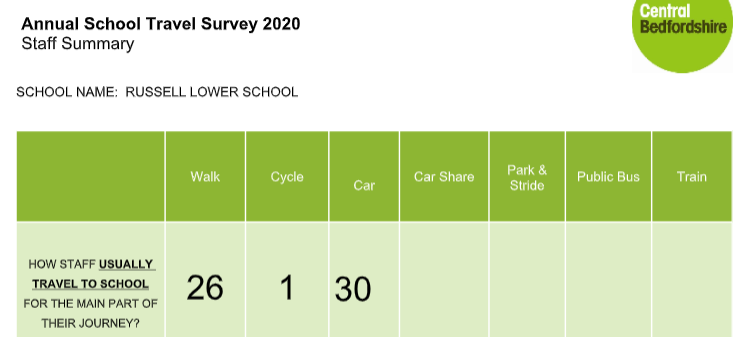 Annual School Travel Survey 2020
Staff Summary
Central
Bedfordshire
SCHOOL NAME: RUSSELL LOWER SCHOOL
Walk
Cycle
Car
Car Share
Park &
Stride
Public Bus
Train
HOW STAFF USUALLY
TRAVEL TO SCHOOL
FOR THE MAIN PART OF
THEIR JOURNEY?
26
1
30